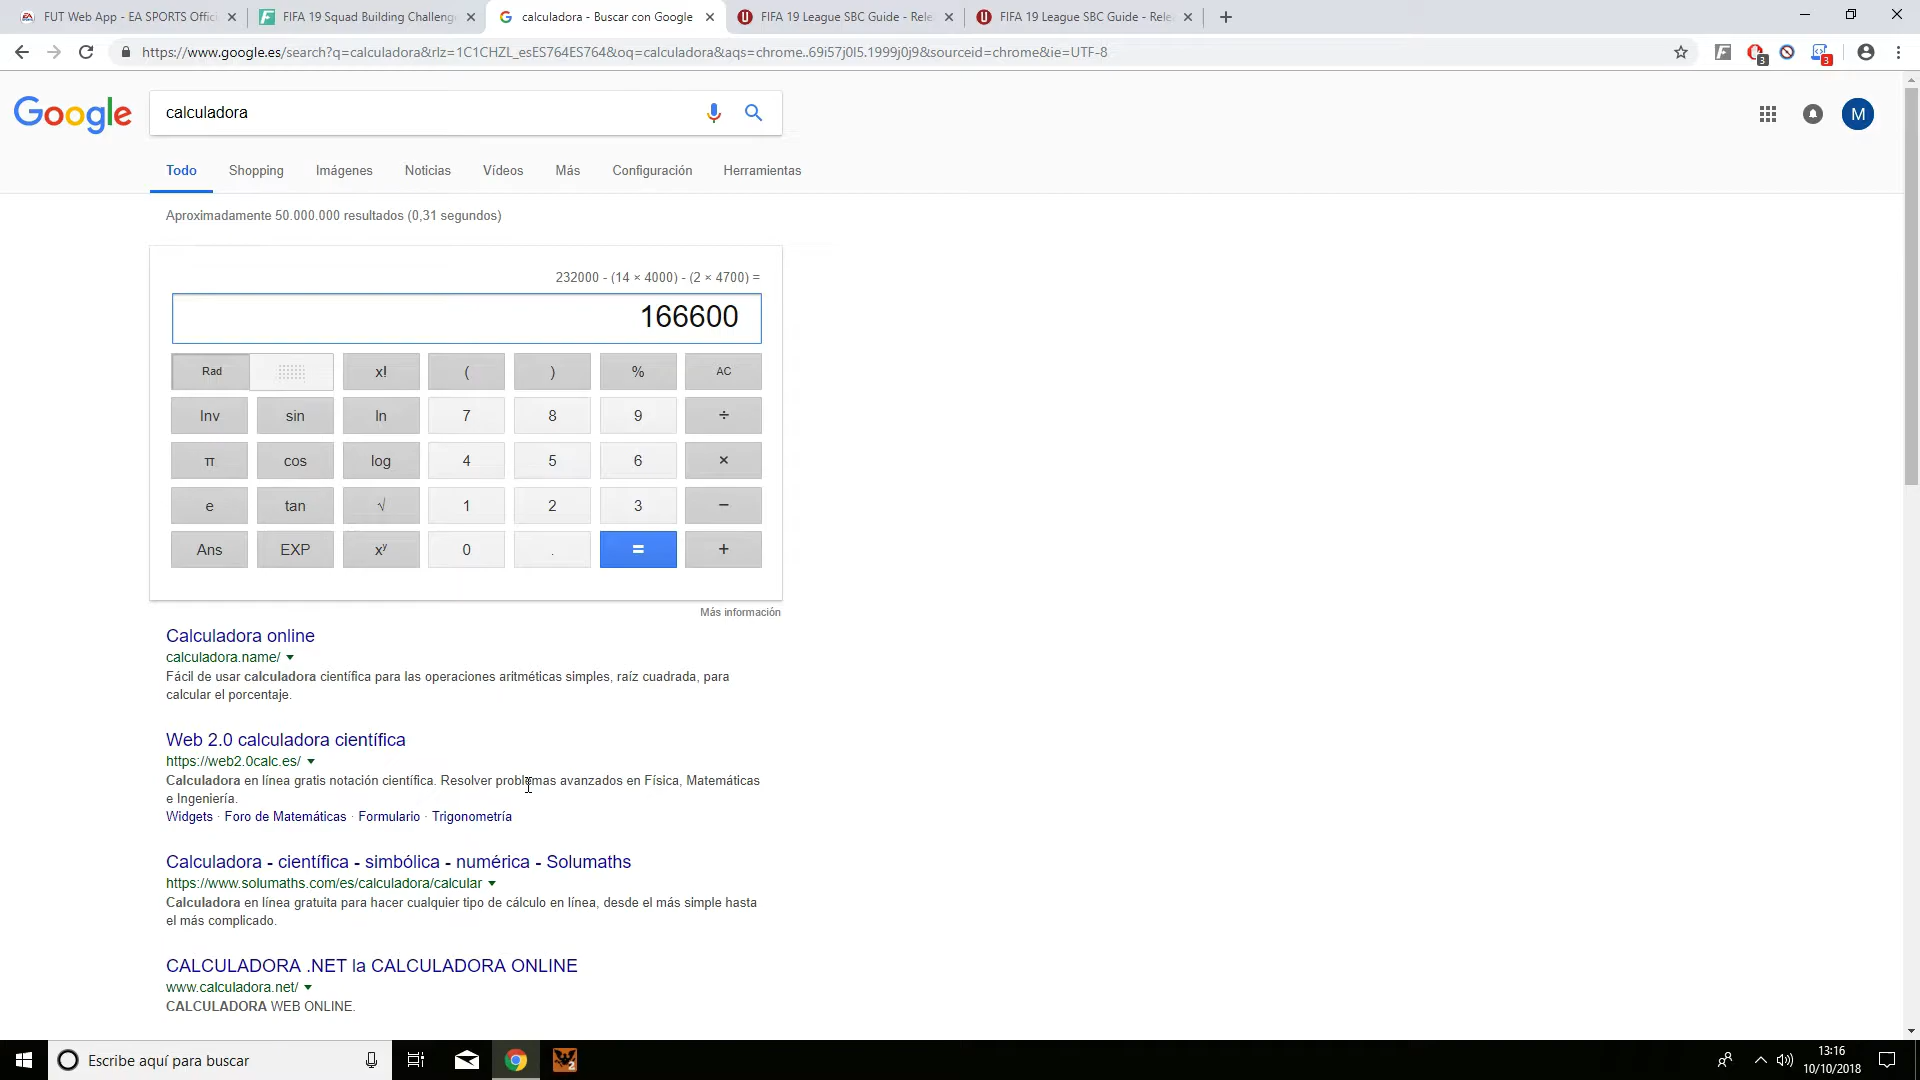 FUT Web App - EA SPORTS Offici
FIFA 19 Squad Building Challenge
calculadora - Buscar con Google
FIFA 19 League SBC Guide - Rele
FIFA 19 League SBC Guide - Rele
https://www.google.es/search?q=calculadora&rlz=1C1CHZL_esES764ES764&oq=calculadora&aqs=chrome..69i57j0l5.1999j0j9&sourceid=chrome&ie=UTF-8
3
3
Google
calculadora
M
Todo
Shopping
Imágenes
Noticias
Vídeos
Más
Configuración
Herramientas
Aproximadamente 50.000.000 resultados (0,31 segundos)
232000 - (14 × 4000) - (2 × 4700) =
166600
Rad x! ( ) % AC
Inv sin ln 7 8 9 ÷
π cos log 4 5 6 ×
e tan √ 1 2 3 −
Ans EXP xʸ 0 . = +
Más información
Calculadora online
calculadora.name/
Fácil de usar calculadora científica para las operaciones aritméticas simples, raíz cuadrada, para
calcular el porcentaje.
Web 2.0 calculadora científica
https://web2.0calc.es/
Calculadora en línea gratis notación científica. Resolver problemas avanzados en Física, Matemáticas
e Ingeniería.
Widgets · Foro de Matemáticas · Formulario · Trigonometría
Calculadora - científica - simbólica - numérica - Solumaths
https://www.solumaths.com/es/calculadora/calcular
Calculadora en línea gratuita para hacer cualquier tipo de cálculo en línea, desde el más simple hasta
el más complicado.
CALCULADORA .NET la CALCULADORA ONLINE
www.calculadora.net/
CALCULADORA WEB ONLINE.
Escribe aquí para buscar
2
13:16
10/10/2018